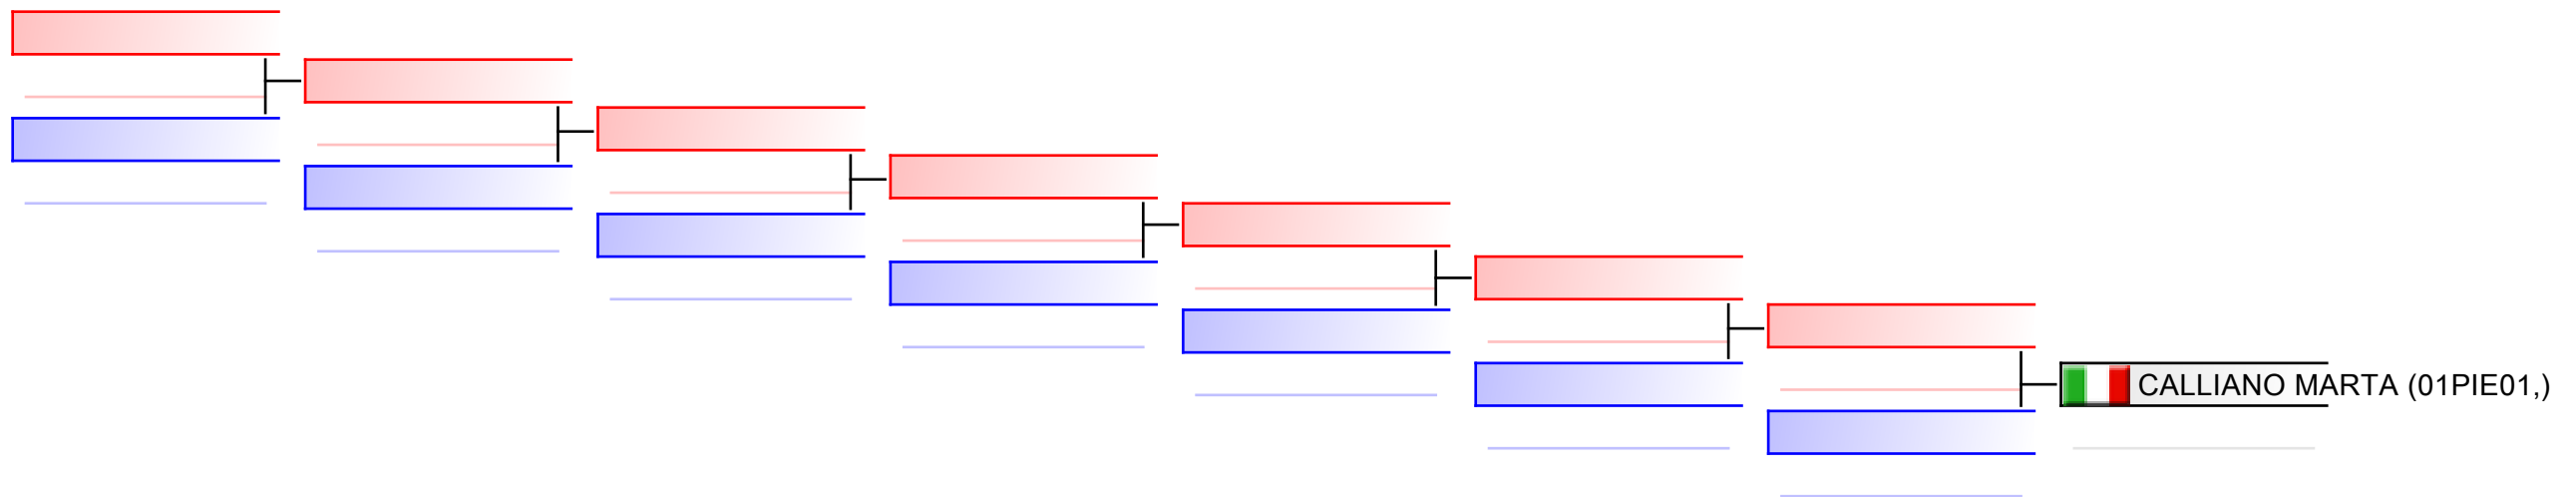 CALLIANO MARTA (01PIE01,)